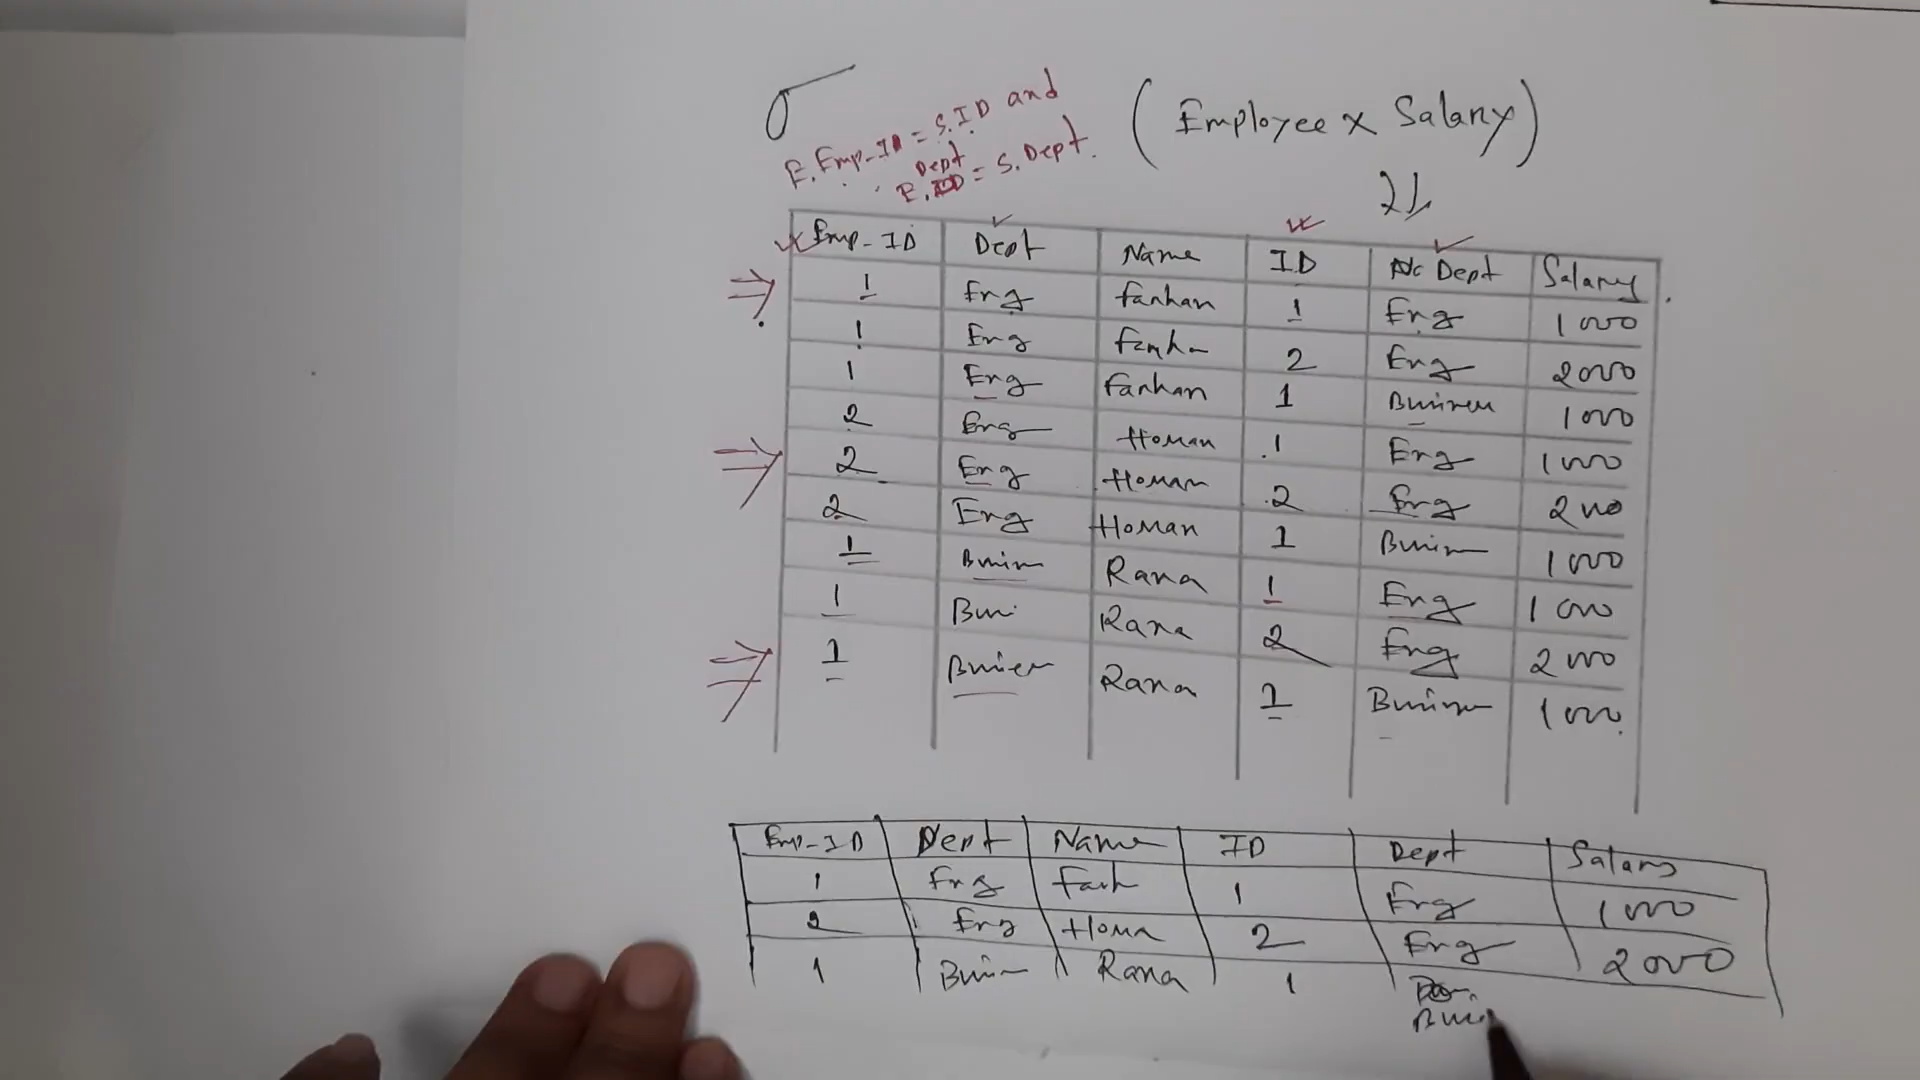 σ E.Emp-ID = S.ID and
E.Dept = S.Dept.
(Employee x Salary)
Emp-ID Dept Name ID Dept Salary
1 Eng Farhan 1 Eng 1000
1 Eng 2 Eng 2000
1 Eng Farhan 1 1000
2 Eng Homan 1 Eng 1000
2 Eng Homan 2 Eng
2 Eng Homan 1 1000
1 Rana 1 Eng 1000
1 Bun Rana 2 Eng 2000
1 Rana 1 1000
Emp-ID Dept Name ID Dept Salary
1 Eng Farh 1 Eng 1000
2 Eng Homa 2 Eng 2000
1 Rana 1